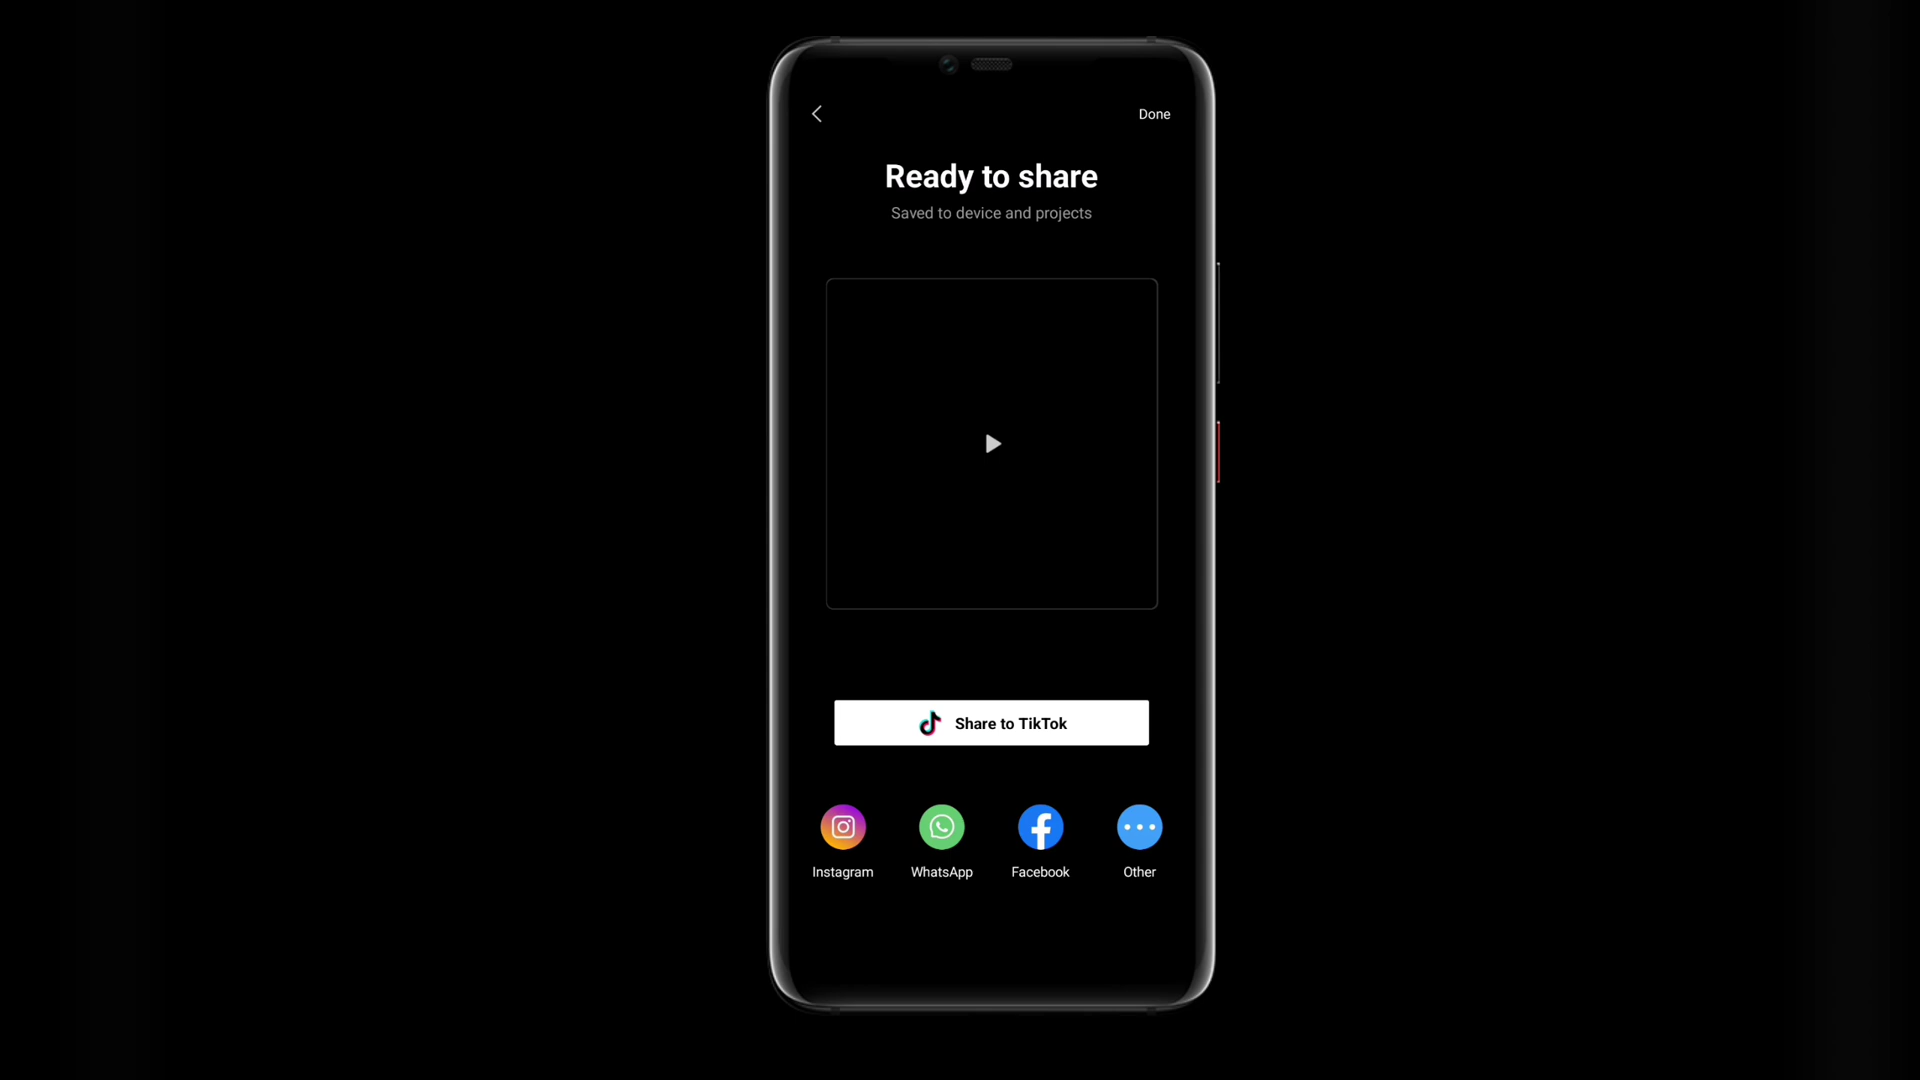 Done
Ready to share
Saved to device and projects
Share to TikTok
Instagram
WhatsApp
Facebook
Other